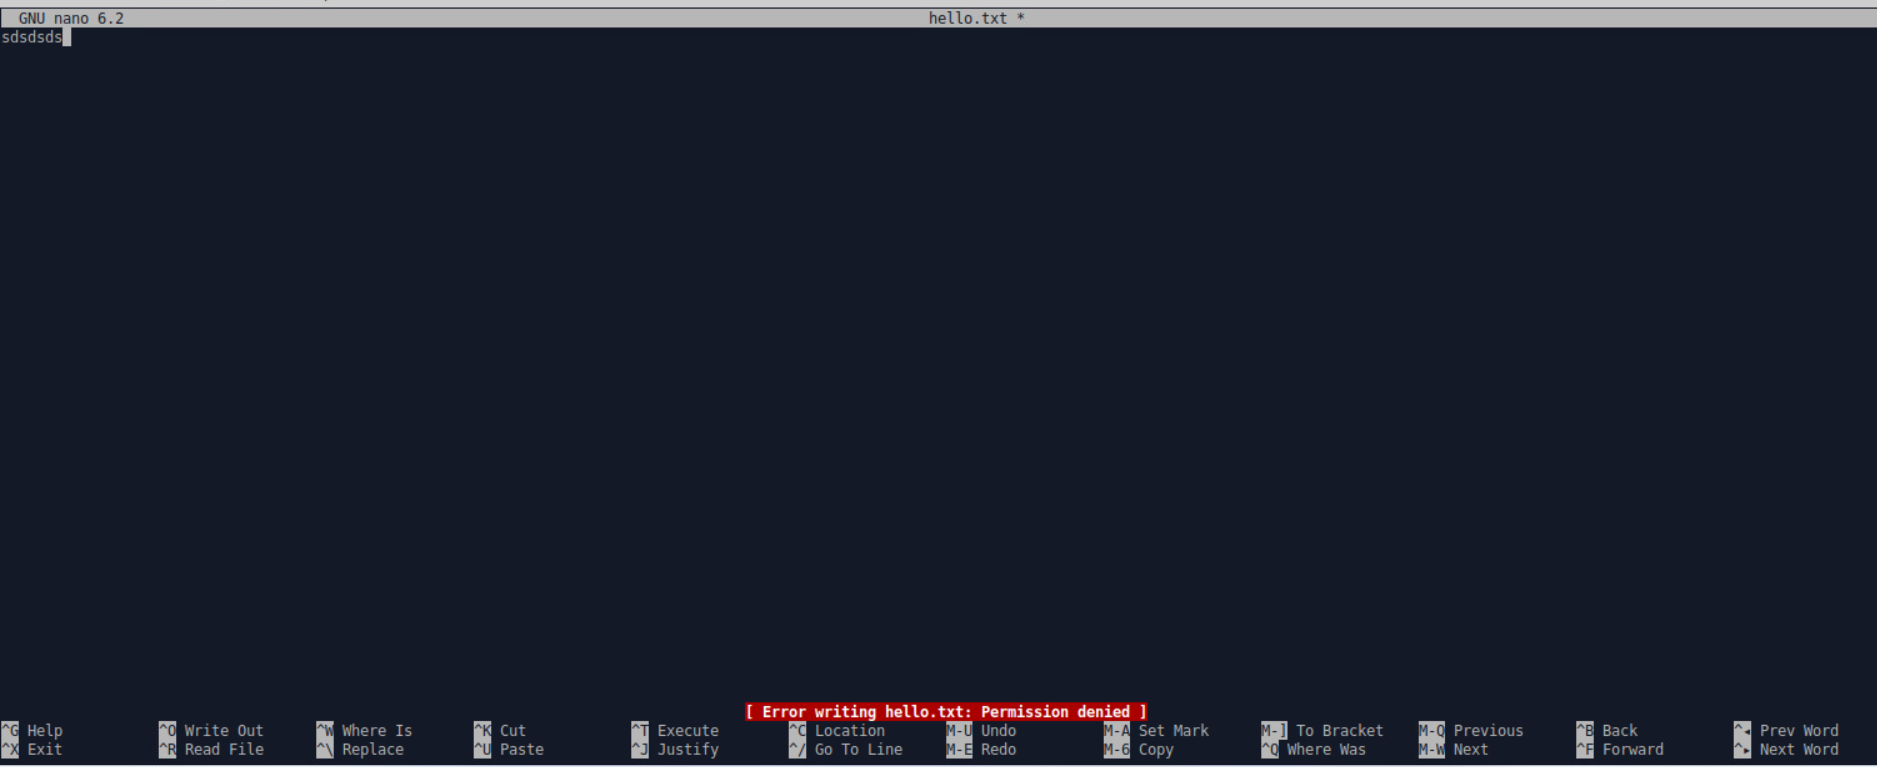 GNU nano 6.2 hello.txt *
sdsdsds
[ Error writing hello.txt: Permission denied ]
^G Help ^O Write Out ^W Where Is ^K Cut ^T Execute ^C Location M-U Undo M-A Set Mark M-] To Bracket M-Q Previous ^B Back ^◂ Prev Word
^X Exit ^R Read File ^\ Replace ^U Paste ^J Justify ^/ Go To Line M-E Redo M-6 Copy ^Q Where Was M-W Next ^F Forward ^▸ Next Word